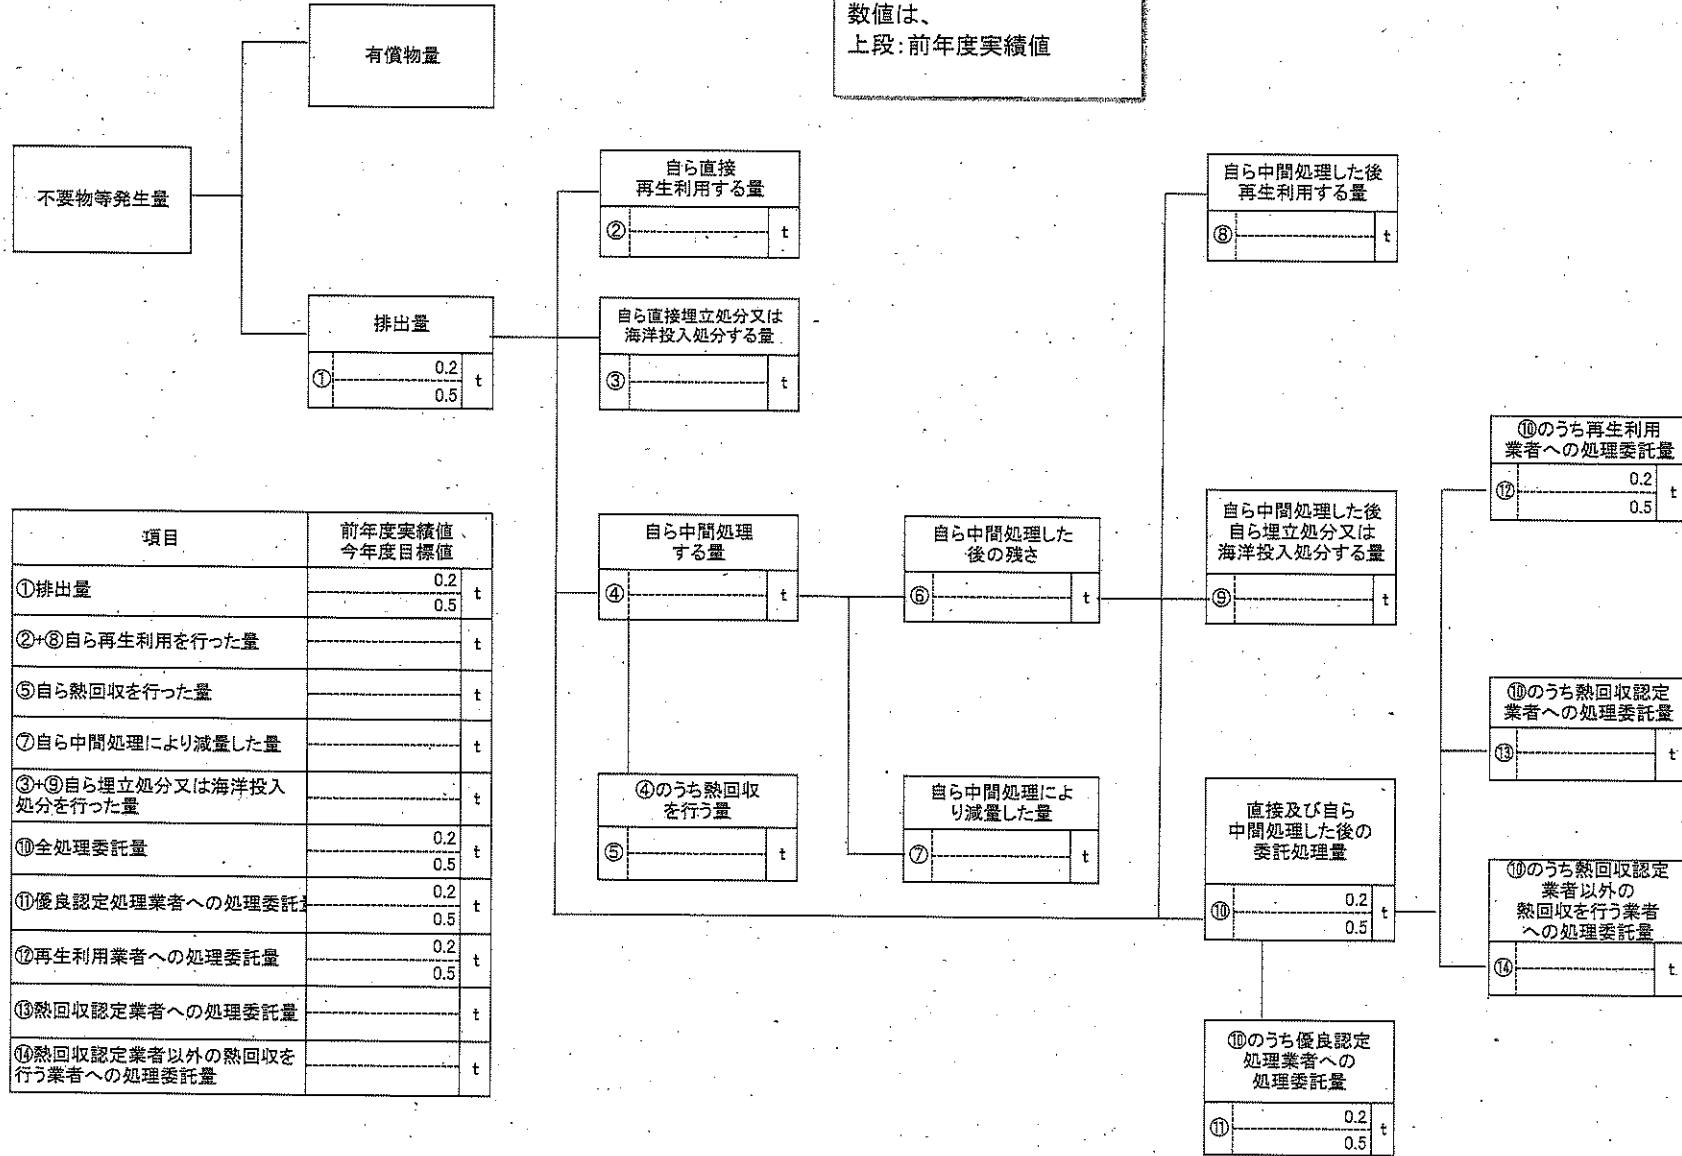 数値は、
上段:前年度実績値
有償物量
不要物等発生量
排出量
① 0.2 t
0.5
自ら直接
再生利用する量
② t
自ら直接埋立処分又は
海洋投入処分する量
③ t
自ら中間処理
する量
④ t
④のうち熱回収
を行う量
⑤ t
自ら中間処理した
後の残さ
⑥ t
自ら中間処理によ
り減量した量
⑦ t
自ら中間処理した後
再生利用する量
⑧ t
自ら中間処理した後
自ら埋立処分又は
海洋投入処分する量
⑨ t
直接及び自ら
中間処理した後の
委託処理量
⑩ 0.2 t
0.5
⑩のうち優良認定
処理業者への
処理委託量
⑪ 0.2 t
0.5
⑩のうち再生利用
業者への処理委託量
⑫ 0.2 t
0.5
⑩のうち熱回収認定
業者への処理委託量
⑬ t
⑩のうち熱回収認定
業者以外の
熱回収を行う業者
への処理委託量
⑭ t
項目 前年度実績値、
今年度目標値
①排出量 0.2 t
0.5
②+⑧自ら再生利用を行った量 t
⑤自ら熱回収を行った量 t
⑦自ら中間処理により減量した量 t
③+⑨自ら埋立処分又は海洋投入
処分を行った量 t
⑩全処理委託量 0.2 t
0.5
⑪優良認定処理業者への処理委託 0.2 t
0.5
⑫再生利用業者への処理委託量 0.2 t
0.5
⑬熱回収認定業者への処理委託量 t
⑭熱回収認定業者以外の熱回収を
行う業者への処理委託量 t